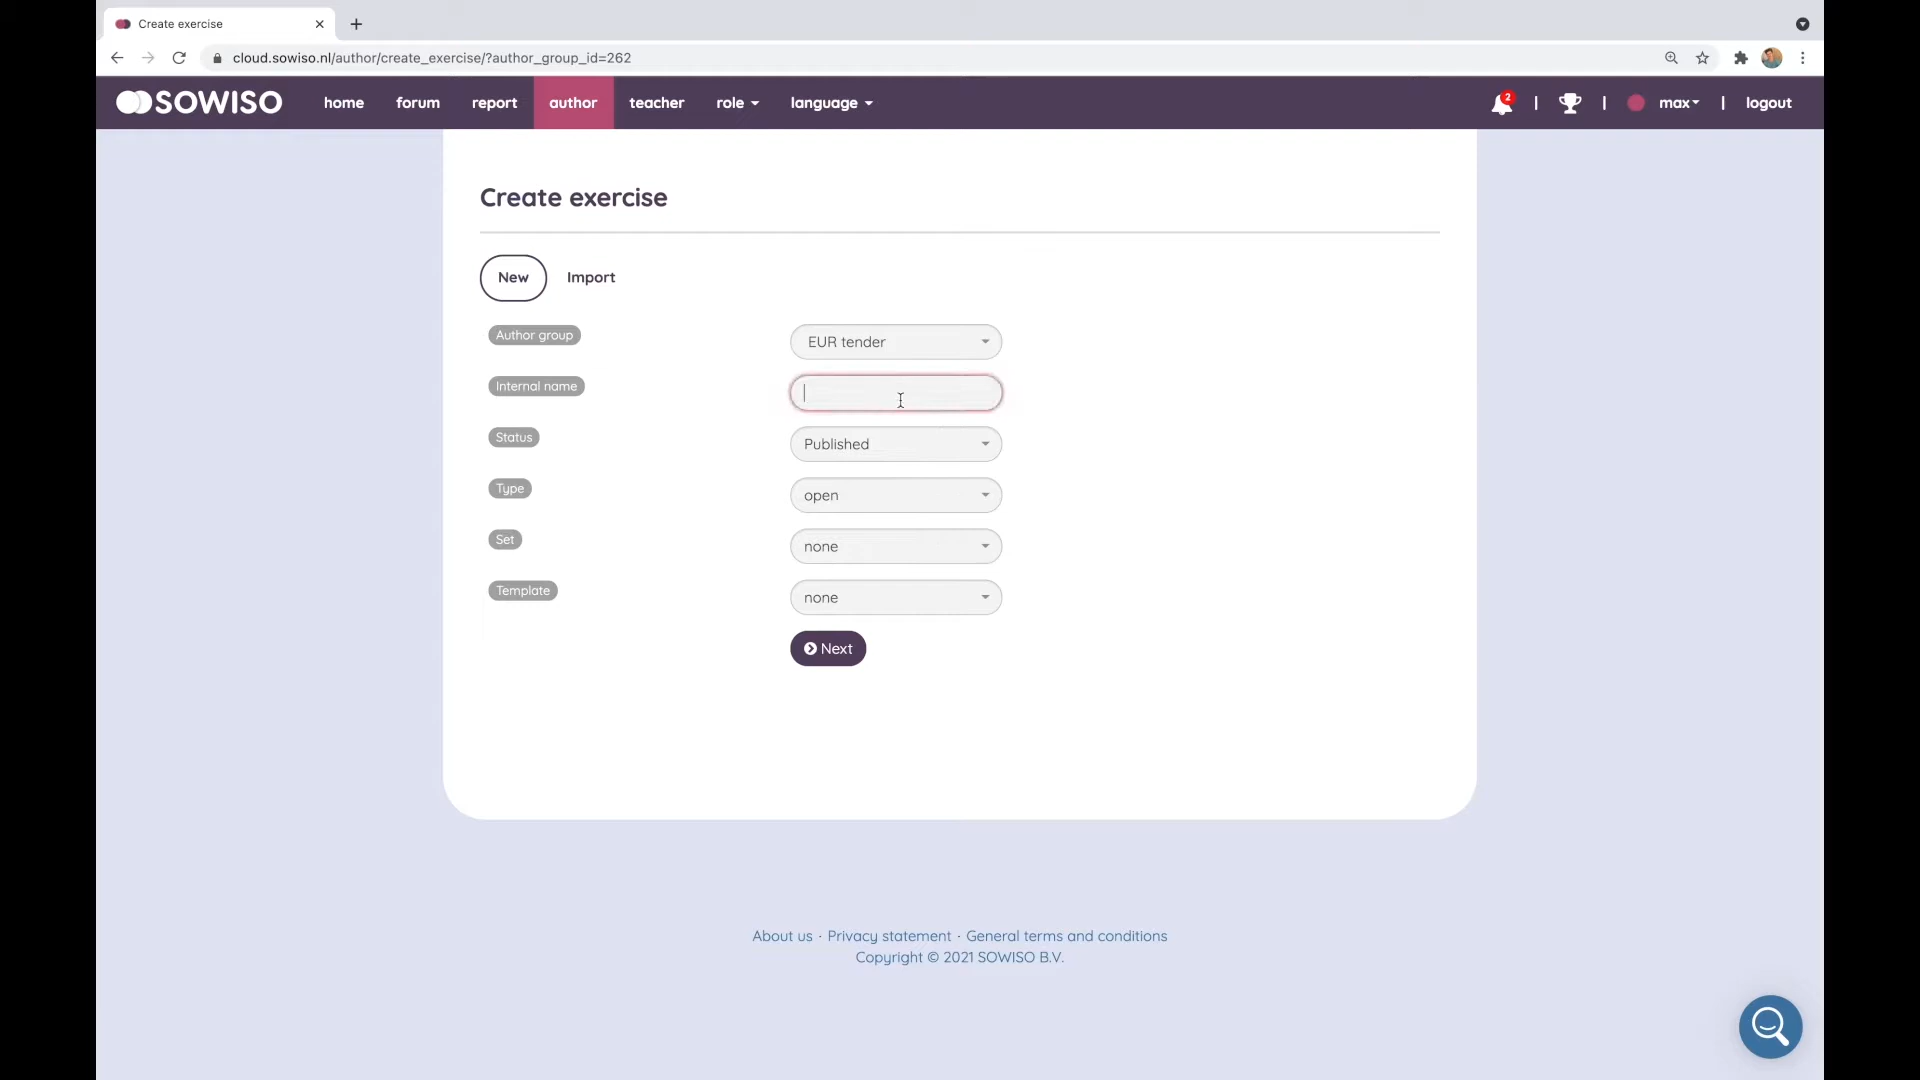 Create exercise
cloud.sowiso.nl/author/create_exercise/?author_group_id=262
SOWISO home forum report author teacher role language 2 | | max | logout
Create exercise
New Import
Author group EUR tender
Internal name
Status Published
Type open
Set none
Template none
Next
About us · Privacy statement · General terms and conditions
Copyright © 2021 SOWISO B.V.